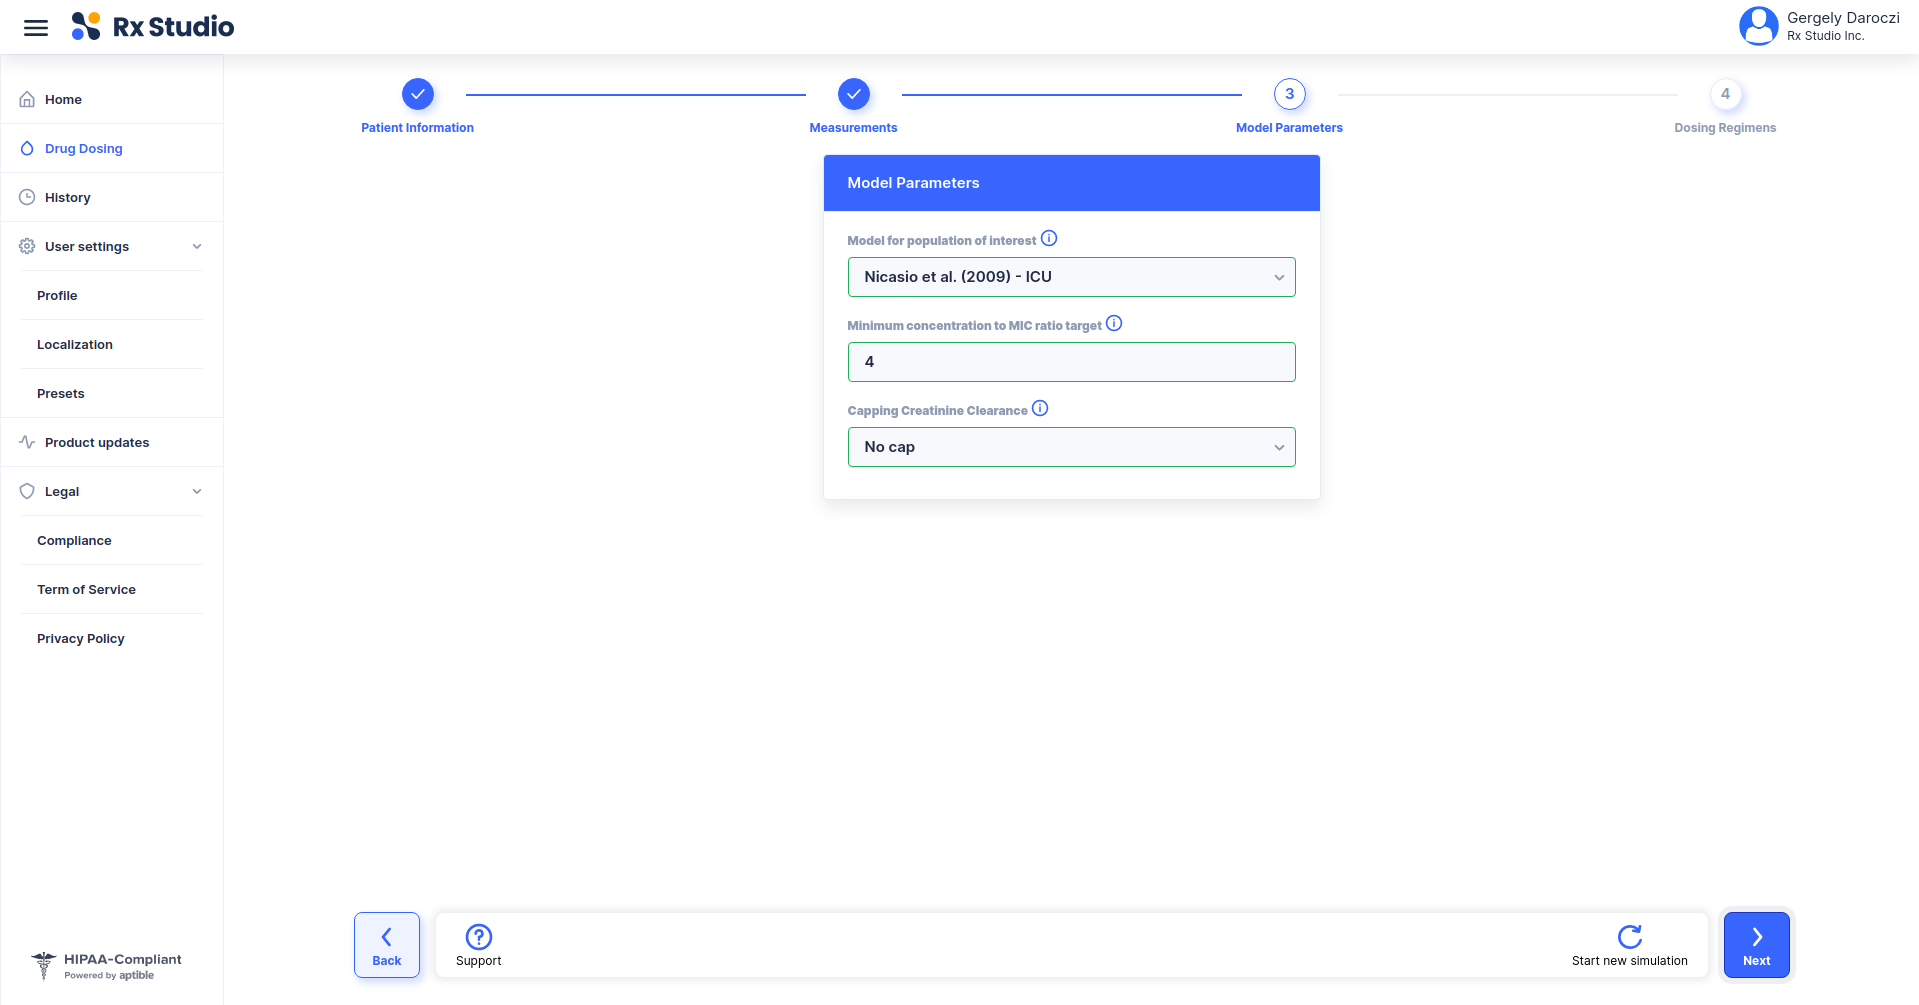 Rx Studio
Gergely Daroczi
Rx Studio Inc.
Home
Drug Dosing
History
User settings
Profile
Localization
Presets
Product updates
Legal
Compliance
Term of Service
Privacy Policy
HIPAA-Compliant
Powered by aptible
3
4
Patient Information
Measurements
Model Parameters
Dosing Regimens
Model Parameters
Model for population of interest
Nicasio et al. (2009) - ICU
Minimum concentration to MIC ratio target
4
Capping Creatinine Clearance
No cap
Back
Support
Start new simulation
Next